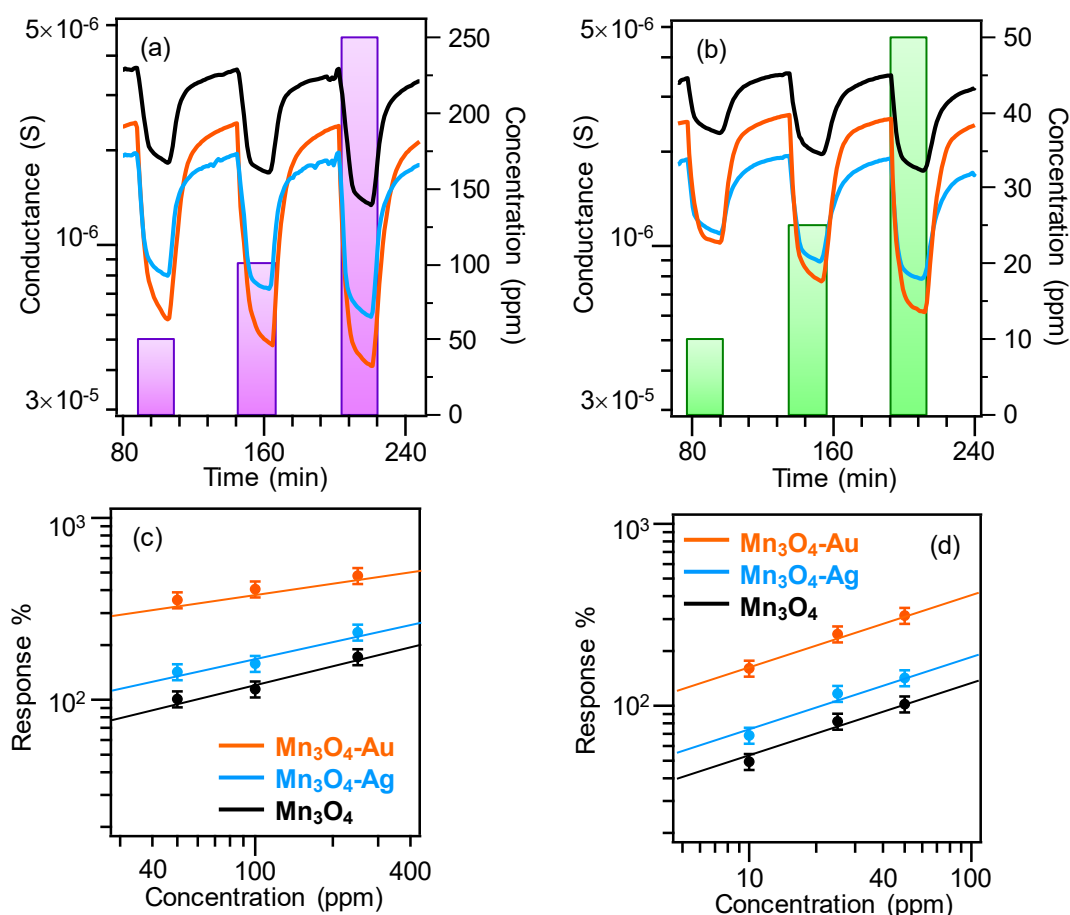 (a)
5×10⁻⁶
10⁻⁶
3×10⁻⁵
Conductance (S)
80
160
240
Time (min)
250
200
150
100
50
0
Concentration (ppm)
(b)
5×10⁻⁶
10⁻⁶
3×10⁻⁵
Conductance (S)
80
160
240
Time (min)
50
40
30
20
10
0
Concentration (ppm)
(c)
10³
10²
Response %
Mn₃O₄-Au
Mn₃O₄-Ag
Mn₃O₄
40
100
400
Concentration (ppm)
(d)
10³
10²
Response %
Mn₃O₄-Au
Mn₃O₄-Ag
Mn₃O₄
10
40
100
Concentration (ppm)